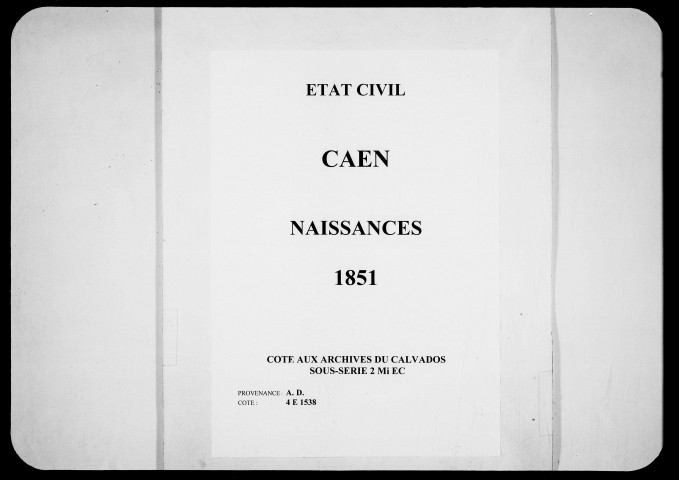 ETAT CIVIL
CAEN
NAISSANCES
1851
COTE AUX ARCHIVES DU CALVADOS
SOUS-SERIE 2 Mi EC
PROVENANCE: A. D.
COTE : 4 E 1538